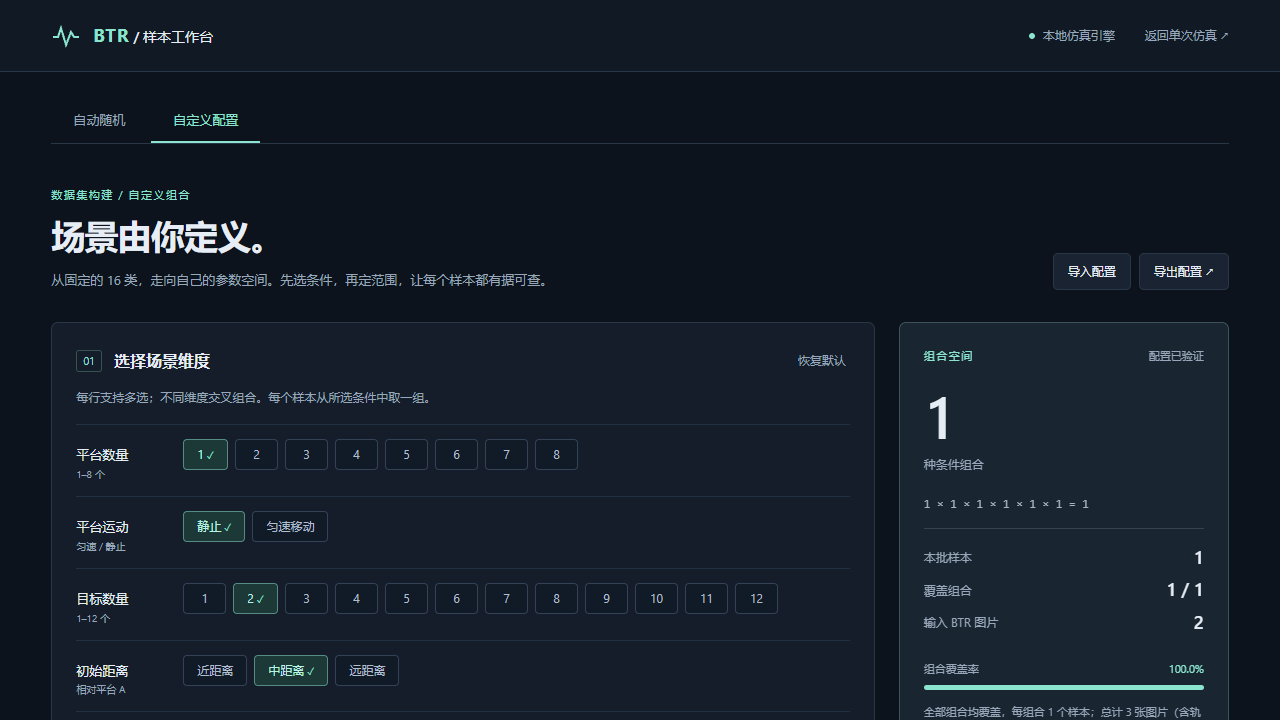 BTR / 样本工作台
本地仿真引擎
返回单次仿真 ↗
自动随机
自定义配置
数据集构建 / 自定义组合
场景由你定义。
从固定的 16 类，走向自己的参数空间。先选条件，再定范围，让每个样本都有据可查。
导入配置
导出配置 ↗
01 选择场景维度
恢复默认
每行支持多选；不同维度交叉组合。每个样本从所选条件中取一组。
平台数量
1–8 个
1 ✓ 2 3 4 5 6 7 8
平台运动
匀速 / 静止
静止 ✓ 匀速移动
目标数量
1–12 个
1 2 ✓ 3 4 5 6 7 8 9 10 11 12
初始距离
相对平台 A
近距离 中距离 ✓ 远距离
组合空间
配置已验证
1
种条件组合
1 × 1 × 1 × 1 × 1 × 1 = 1
本批样本 1
覆盖组合 1 / 1
输入 BTR 图片 2
组合覆盖率 100.0%
全部组合均覆盖，每组合 1 个样本；总计 3 张图片（含轨